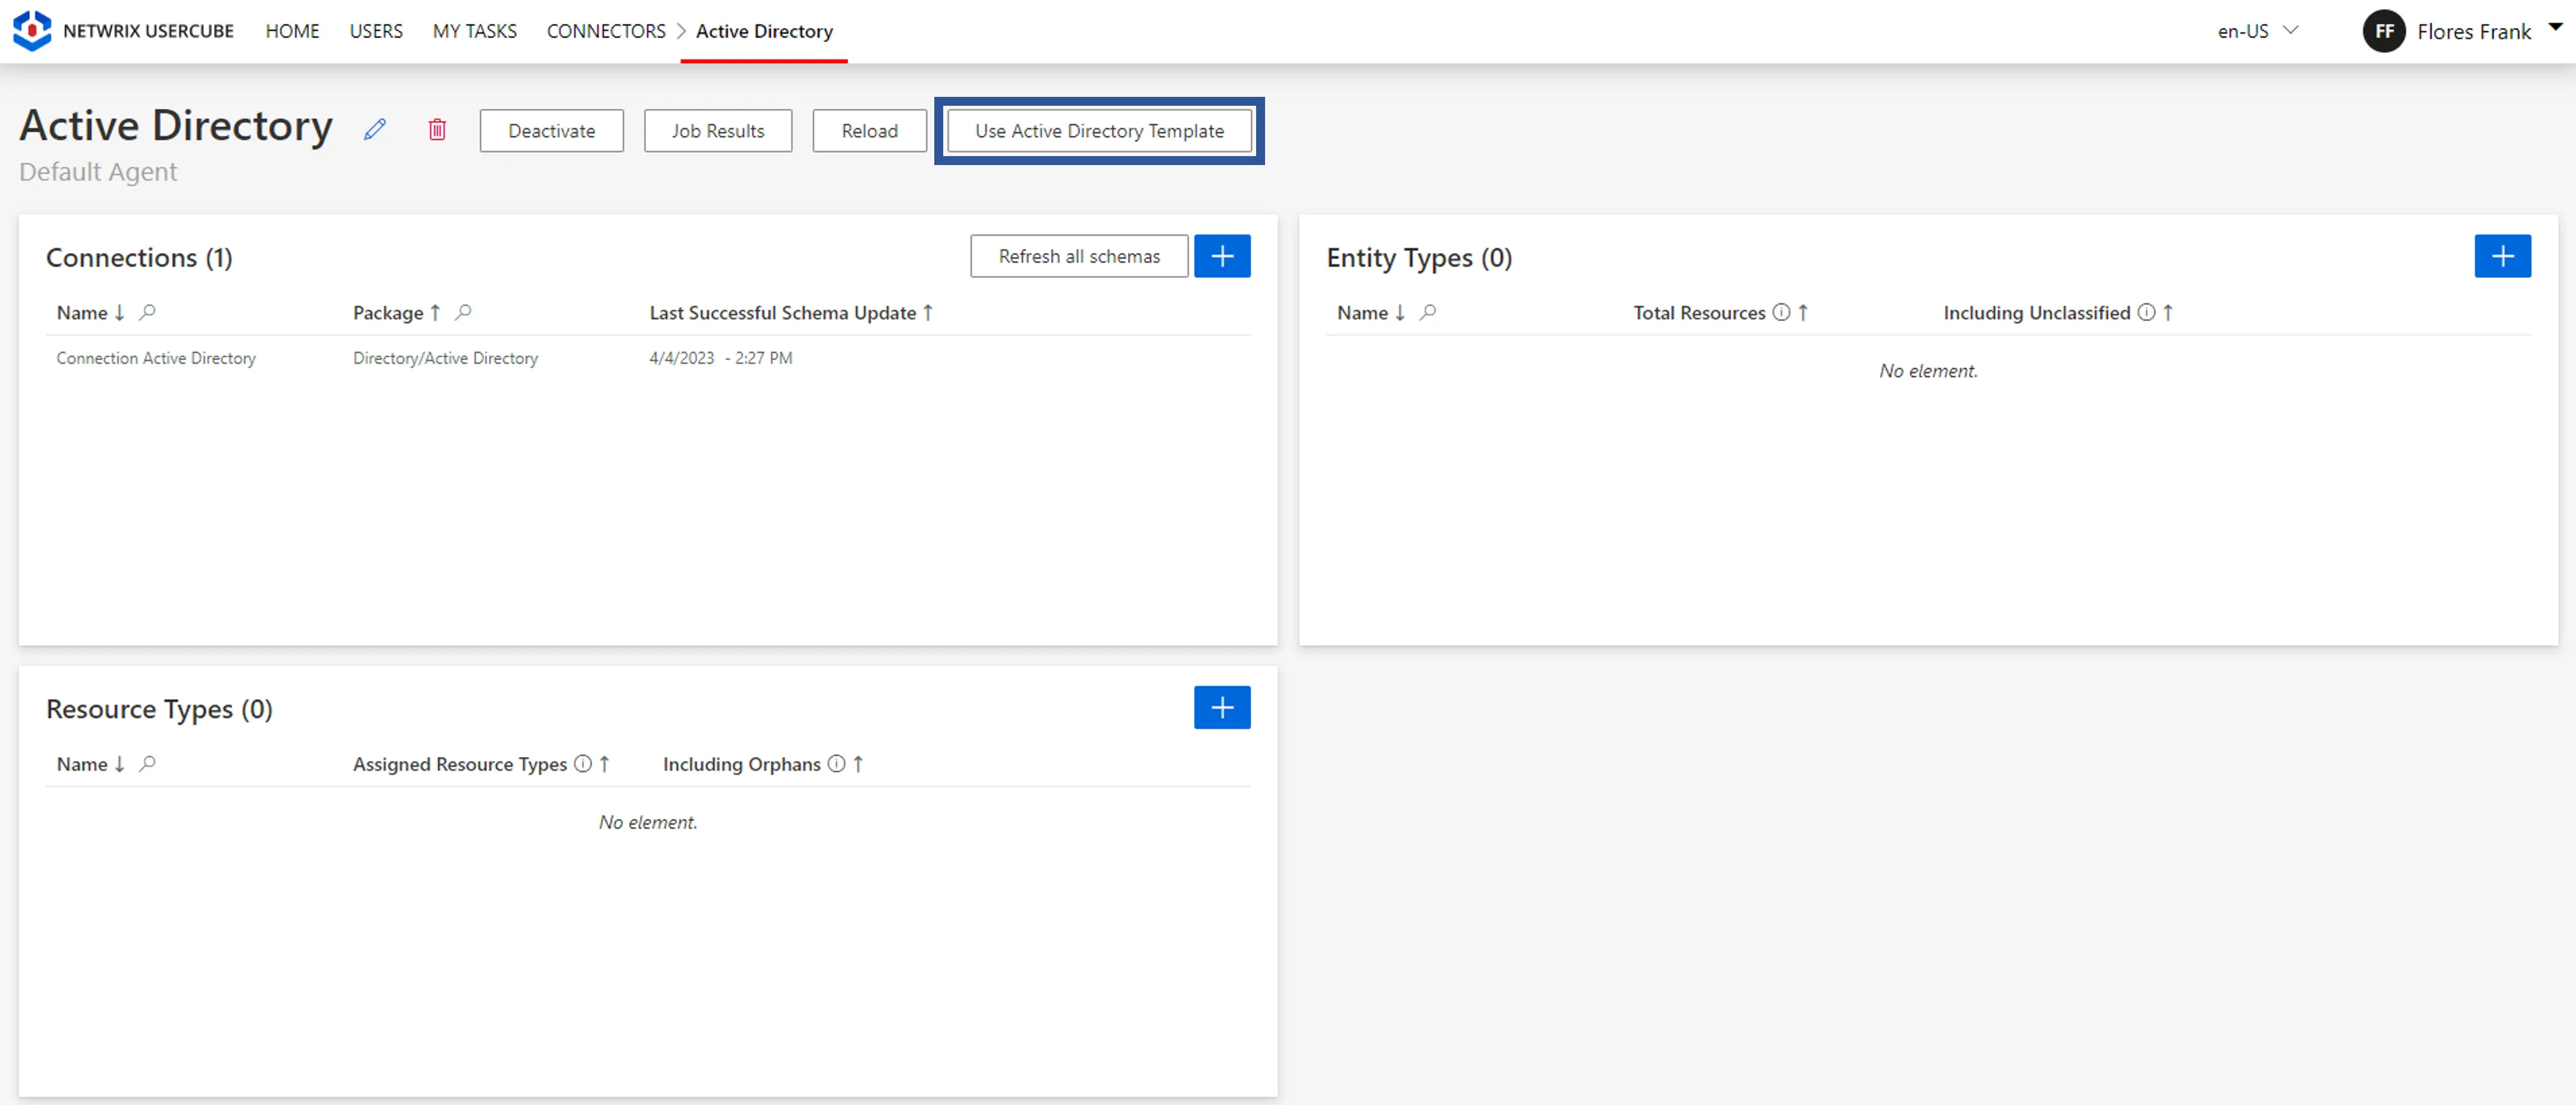 NETWRIX USERCUBE HOME USERS MY TASKS CONNECTORS Active Directory en-US FF Flores Frank
Active Directory Deactivate Job Results Reload Use Active Directory Template
Default Agent
Connections (1) Refresh all schemas
Name Package Last Successful Schema Update
Connection Active Directory Directory/Active Directory 4/4/2023 - 2:27 PM
Entity Types (0)
Name Total Resources Including Unclassified
No element.
Resource Types (0)
Name Assigned Resource Types Including Orphans
No element.